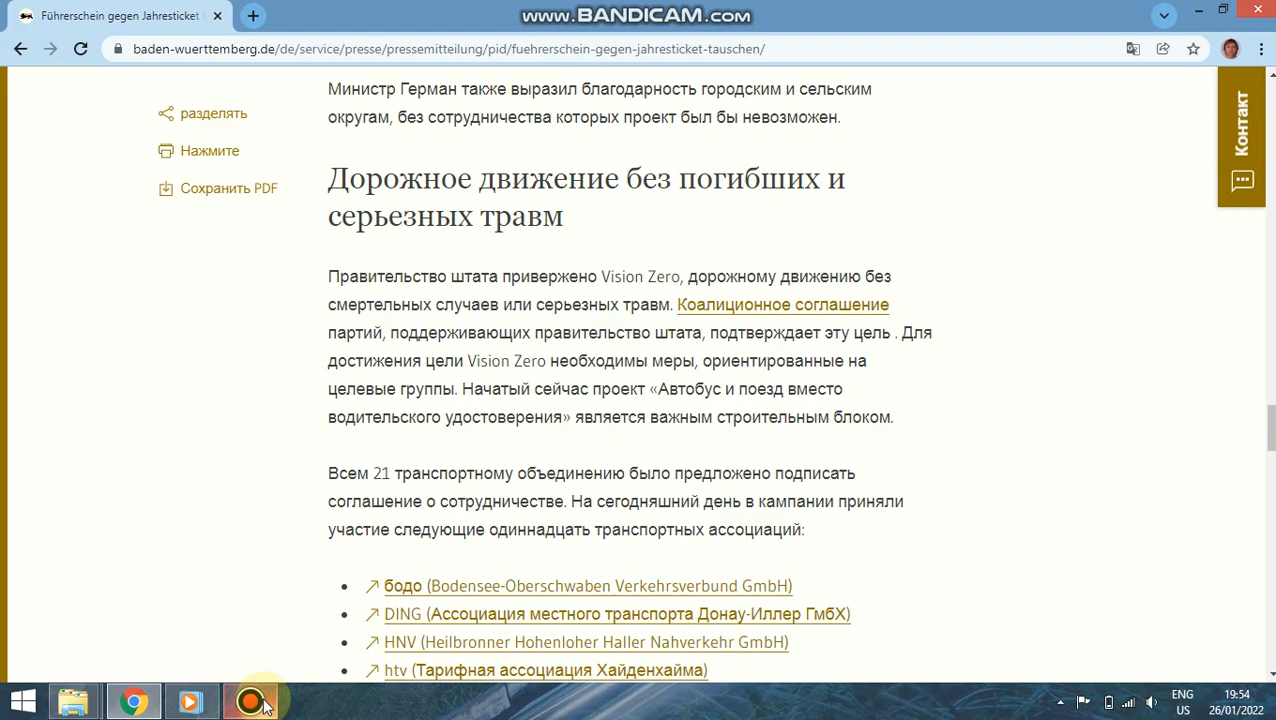 Führerschein gegen Jahresticket
www.BANDICAM.com
baden-wuerttemberg.de/de/service/presse/pressemitteilung/pid/fuehrerschein-gegen-jahresticket-tauschen/
Министр Герман также выразил благодарность городским и сельским
округам, без сотрудничества которых проект был бы невозможен.
разделять
Нажмите
Сохранить PDF
Контакт
Дорожное движение без погибших и
серьезных травм
Правительство штата привержено Vision Zero, дорожному движению без
смертельных случаев или серьезных травм. Коалиционное соглашение
партий, поддерживающих правительство штата, подтверждает эту цель . Для
достижения цели Vision Zero необходимы меры, ориентированные на
целевые группы. Начатый сейчас проект «Автобус и поезд вместо
водительского удостоверения» является важным строительным блоком.
Всем 21 транспортному объединению было предложено подписать
соглашение о сотрудничестве. На сегодняшний день в кампании приняли
участие следующие одиннадцать транспортных ассоциаций:
бодо (Bodensee-Oberschwaben Verkehrsverbund GmbH)
DING (Ассоциация местного транспорта Донау-Иллер ГмбХ)
HNV (Heilbronner Hohenloher Haller Nahverkehr GmbH)
htv (Тарифная ассоциация Хайденхайма)
ENG
US
19:54
26/01/2022